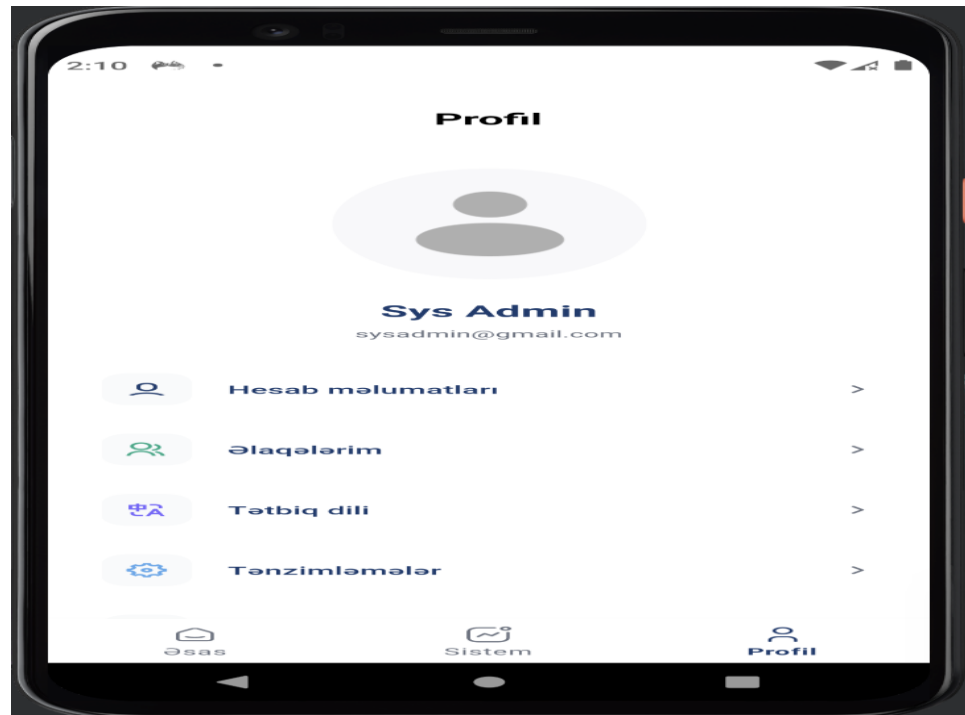 2:10
Profil
Sys Admin
sysadmin@gmail.com
Hesab məlumatları >
Əlaqələrim >
Tətbiq dili >
Tənzimləmələr >
Əsas Sistem Profil